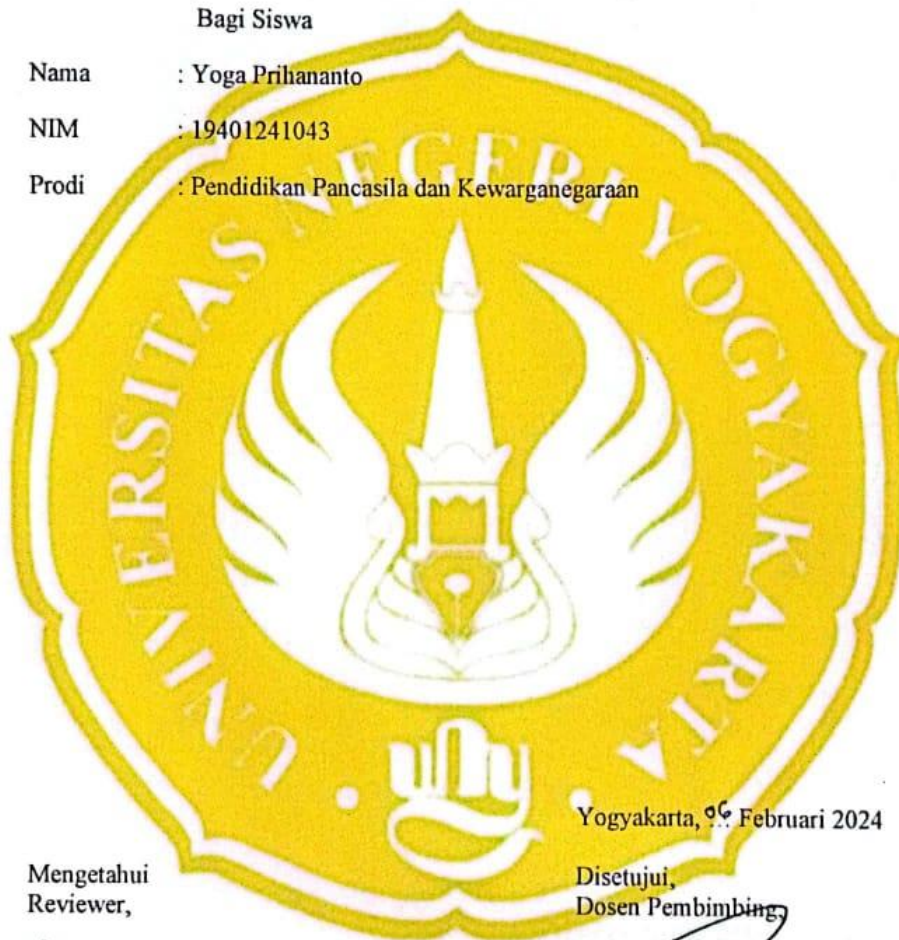 Bagi Siswa
Nama : Yoga Prihananto
NIM : 19401241043
Prodi : Pendidikan Pancasila dan Kewarganegaraan
UNIVERSITAS NEGERI YOGYAKARTA
Yogyakarta, 06 Februari 2024
Mengetahui
Reviewer,
Disetujui,
Dosen Pembimbing,